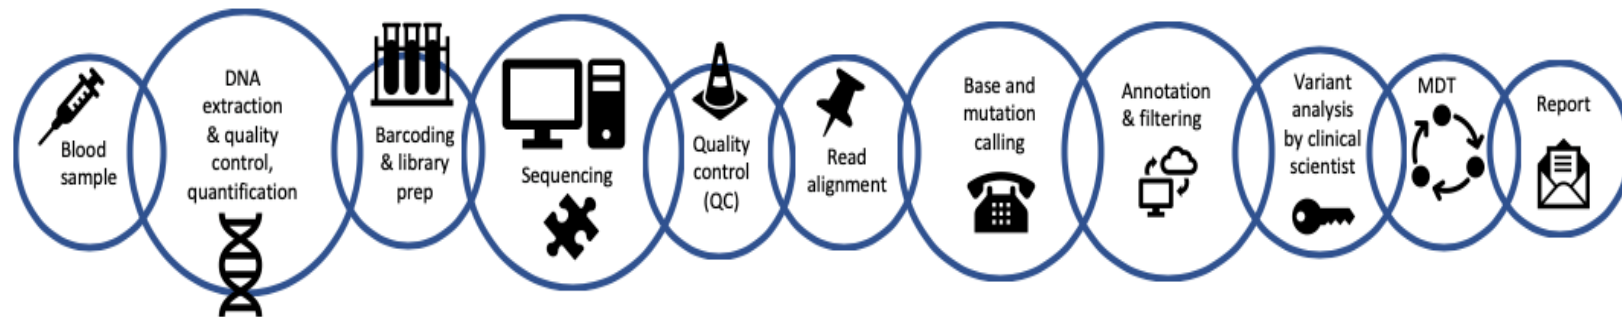 Blood
sample
DNA
extraction
& quality
control,
quantification
Barcoding
& library
prep
Sequencing
Quality
control
(QC)
Read
alignment
Base and
mutation
calling
Annotation
& filtering
Variant
analysis
by clinical
scientist
MDT
Report